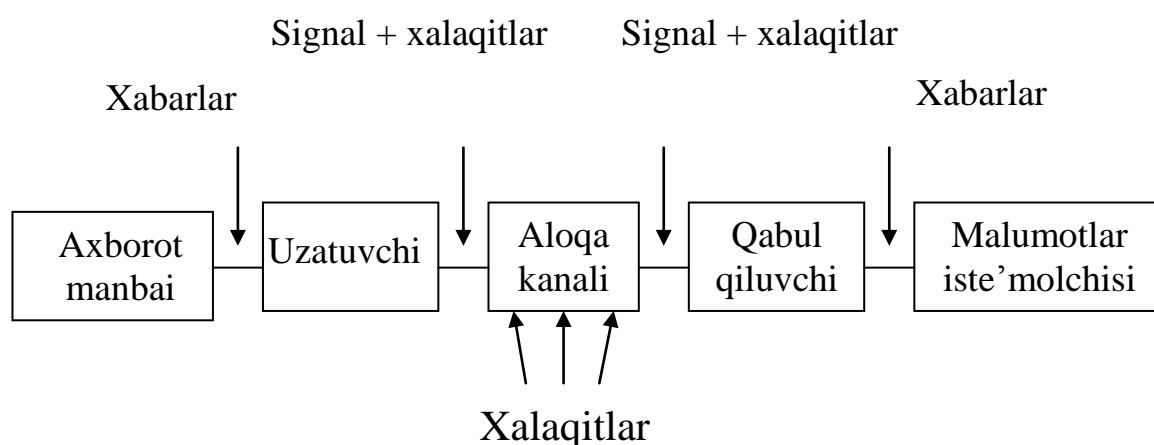 Signal + xalaqitlar
Signal + xalaqitlar
Xabarlar
Xabarlar
Axborot
manbai
Uzatuvchi
Aloqa
kanali
Qabul
qiluvchi
Malumotlar
iste’molchisi
Xalaqitlar